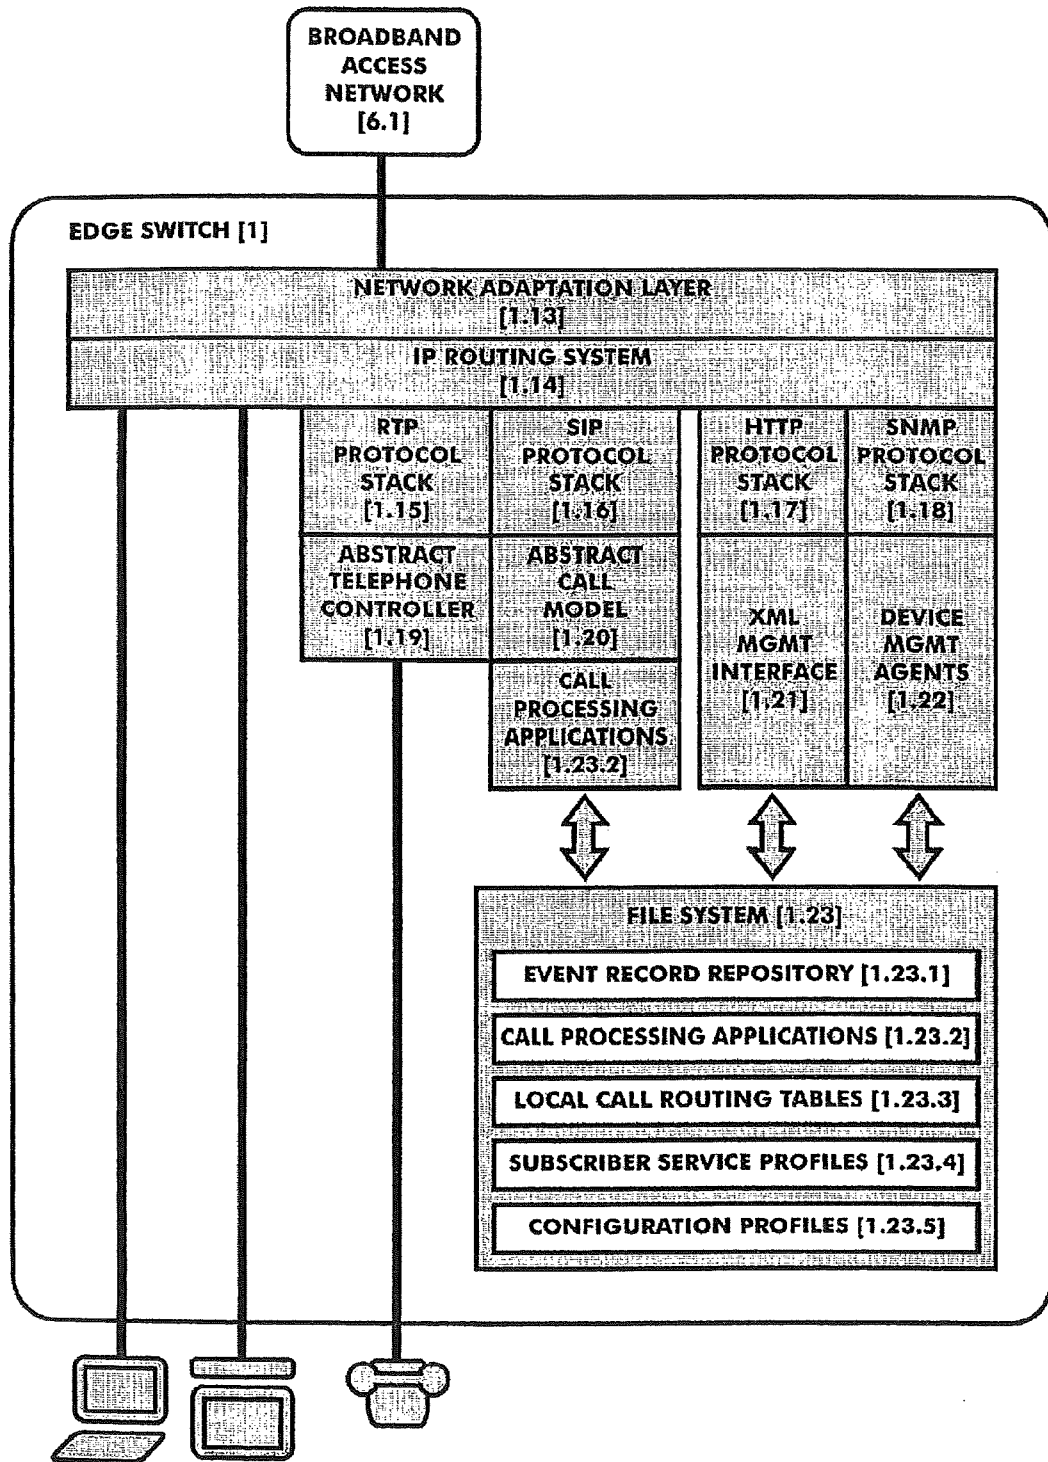 BROADBAND
ACCESS
NETWORK
[6.1]
EDGE SWITCH [1]
NETWORK ADAPTATION LAYER
[1.13]
IP ROUTING SYSTEM
[1.14]
RTP
PROTOCOL
STACK
[1.15]
SIP
PROTOCOL
STACK
[1.16]
HTTP
PROTOCOL
STACK
[1.17]
SNMP
PROTOCOL
STACK
[1.18]
ABSTRACT
TELEPHONE
CONTROLLER
[1.19]
ABSTRACT
CALL
MODEL
[1.20]
XML
MGMT
INTERFACE
[1.21]
DEVICE
MGMT
AGENTS
[1.22]
CALL
PROCESSING
APPLICATIONS
[1.23.2]
FILE SYSTEM [1.23]
EVENT RECORD REPOSITORY [1.23.1]
CALL PROCESSING APPLICATIONS [1.23.2]
LOCAL CALL ROUTING TABLES [1.23.3]
SUBSCRIBER SERVICE PROFILES [1.23.4]
CONFIGURATION PROFILES [1.23.5]